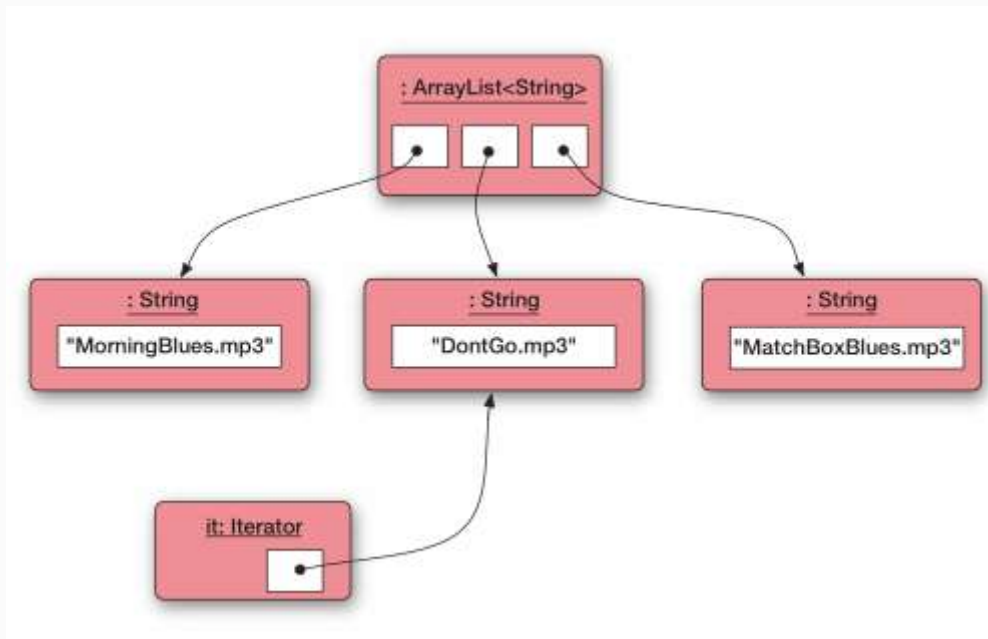 : ArrayList<String>
: String
"MorningBlues.mp3"
: String
"DontGo.mp3"
: String
"MatchBoxBlues.mp3"
it: Iterator